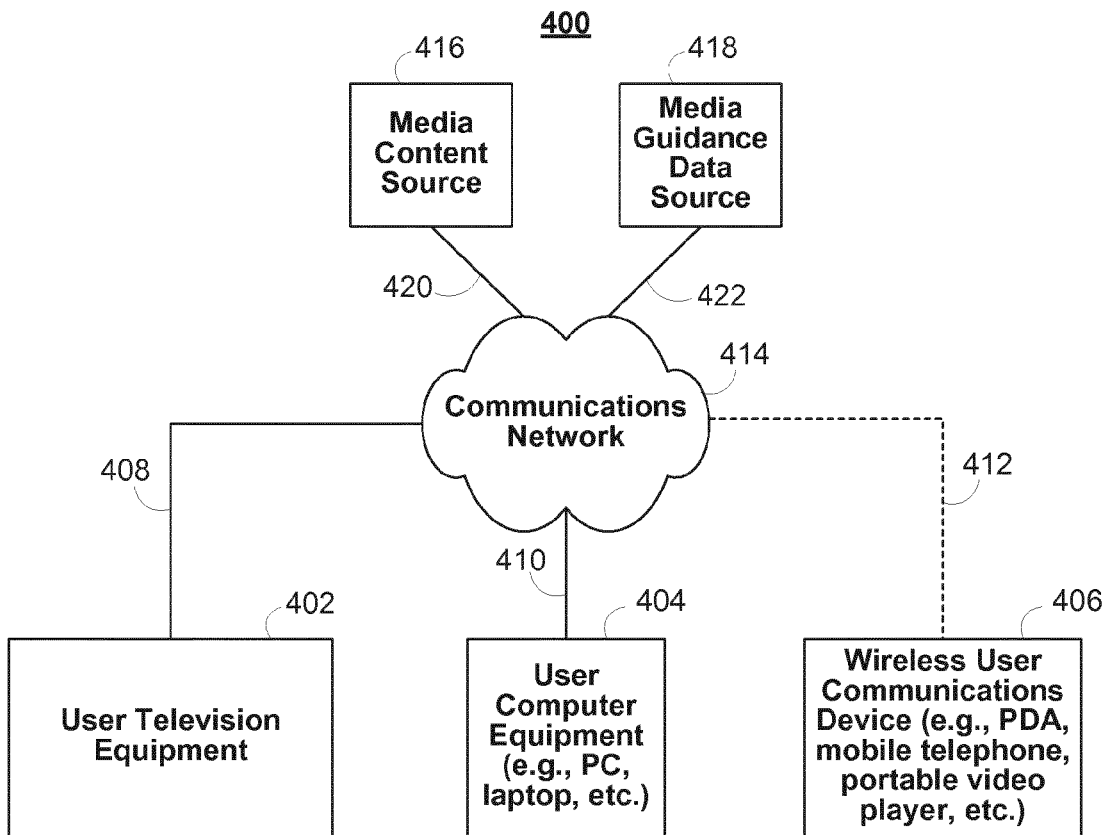 400
416
418
Media
Content
Source
Media
Guidance
Data
Source
420
422
414
Communications
Network
408
412
410
402
404
406
User Television
Equipment
User
Computer
Equipment
(e.g., PC,
laptop, etc.)
Wireless User
Communications
Device (e.g., PDA,
mobile telephone,
portable video
player, etc.)